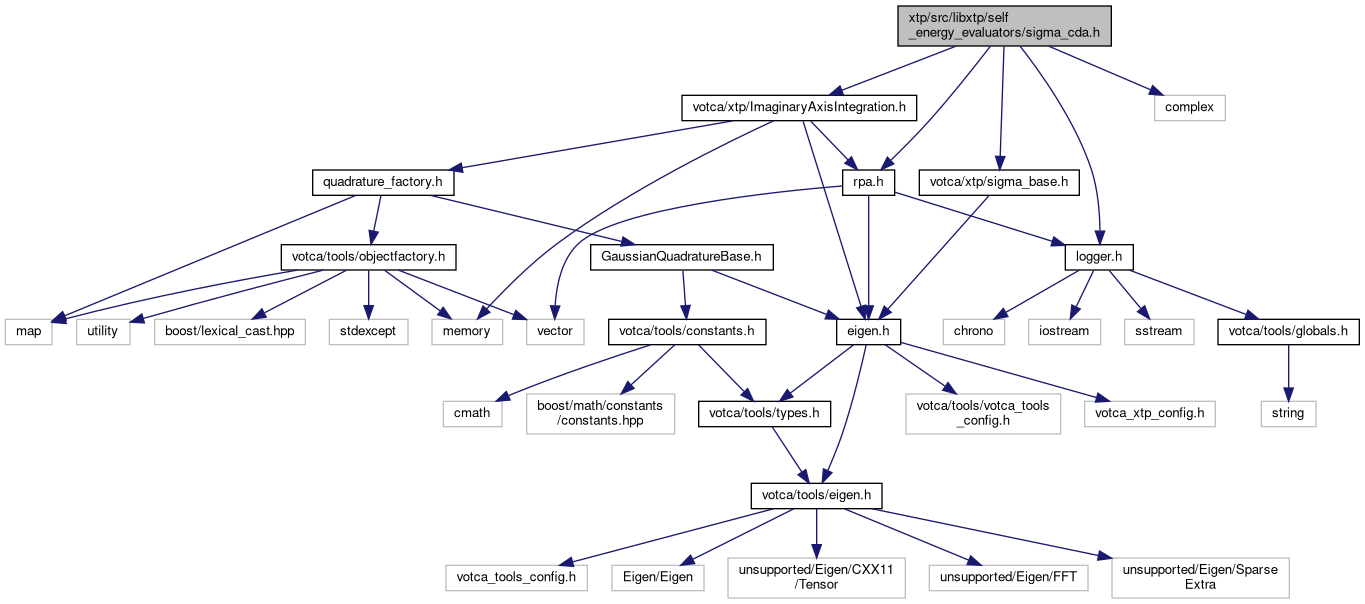 xtp/src/libxtp/self
_energy_evaluators/sigma_cda.h
votca/xtp/ImaginaryAxisIntegration.h
complex
quadrature_factory.h
rpa.h
votca/xtp/sigma_base.h
votca/tools/objectfactory.h
GaussianQuadratureBase.h
logger.h
map
utility
boost/lexical_cast.hpp
stdexcept
memory
vector
votca/tools/constants.h
eigen.h
chrono
iostream
sstream
votca/tools/globals.h
cmath
boost/math/constants
/constants.hpp
votca/tools/types.h
votca/tools/votca_tools
_config.h
votca_xtp_config.h
string
votca/tools/eigen.h
votca_tools_config.h
Eigen/Eigen
unsupported/Eigen/CXX11
/Tensor
unsupported/Eigen/FFT
unsupported/Eigen/Sparse
Extra